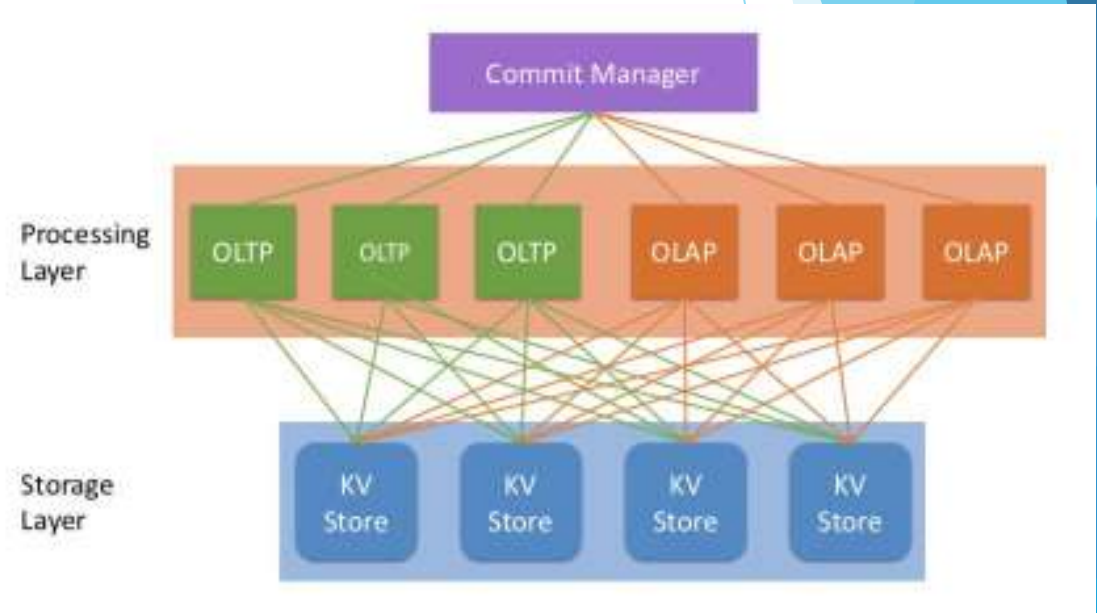 Commit Manager
Processing
Layer
OLTP
OLTP
OLTP
OLAP
OLAP
OLAP
Storage
Layer
KV
Store
KV
Store
KV
Store
KV
Store